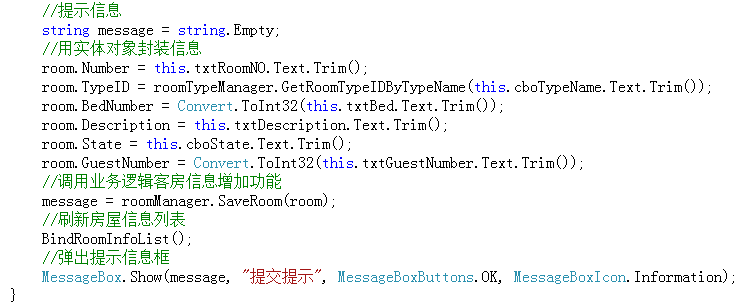 //提示信息
string message = string.Empty;
//用实体对象封装信息
room.Number = this.txtRoomNO.Text.Trim();
room.TypeID = roomTypeManager.GetRoomTypeIDByTypeName(this.cboTypeName.Text.Trim());
room.BedNumber = Convert.ToInt32(this.txtBed.Text.Trim());
room.Description = this.txtDescription.Text.Trim();
room.State = this.cboState.Text.Trim();
room.GuestNumber = Convert.ToInt32(this.txtGuestNumber.Text.Trim());
//调用业务逻辑客房信息增加功能
message = roomManager.SaveRoom(room);
//刷新房屋信息列表
BindRoomInfoList();
//弹出提示信息框
MessageBox.Show(message, "提交提示", MessageBoxButtons.OK, MessageBoxIcon.Information);
}